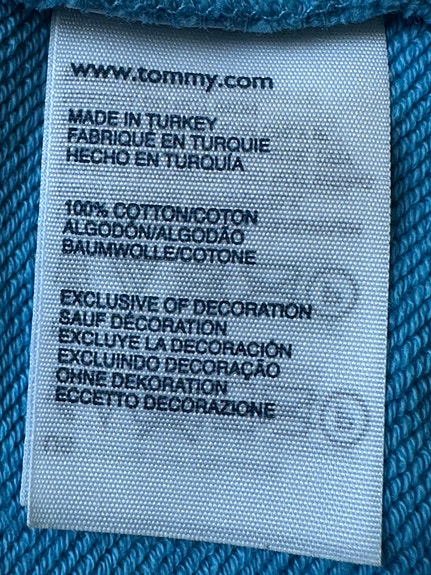 www.tommy.com
MADE IN TURKEY
FABRIQUÉ EN TURQUIE
HECHO EN TURQUÍA
100% COTTON/COTON
ALGODÓN/ALGODÃO
BAUMWOLLE/COTONE
EXCLUSIVE OF DECORATION
SAUF DÉCORATION
EXCLUYE LA DECORACIÓN
EXCLUINDO DECORAÇÃO
OHNE DEKORATION
ECCETTO DECORAZIONE